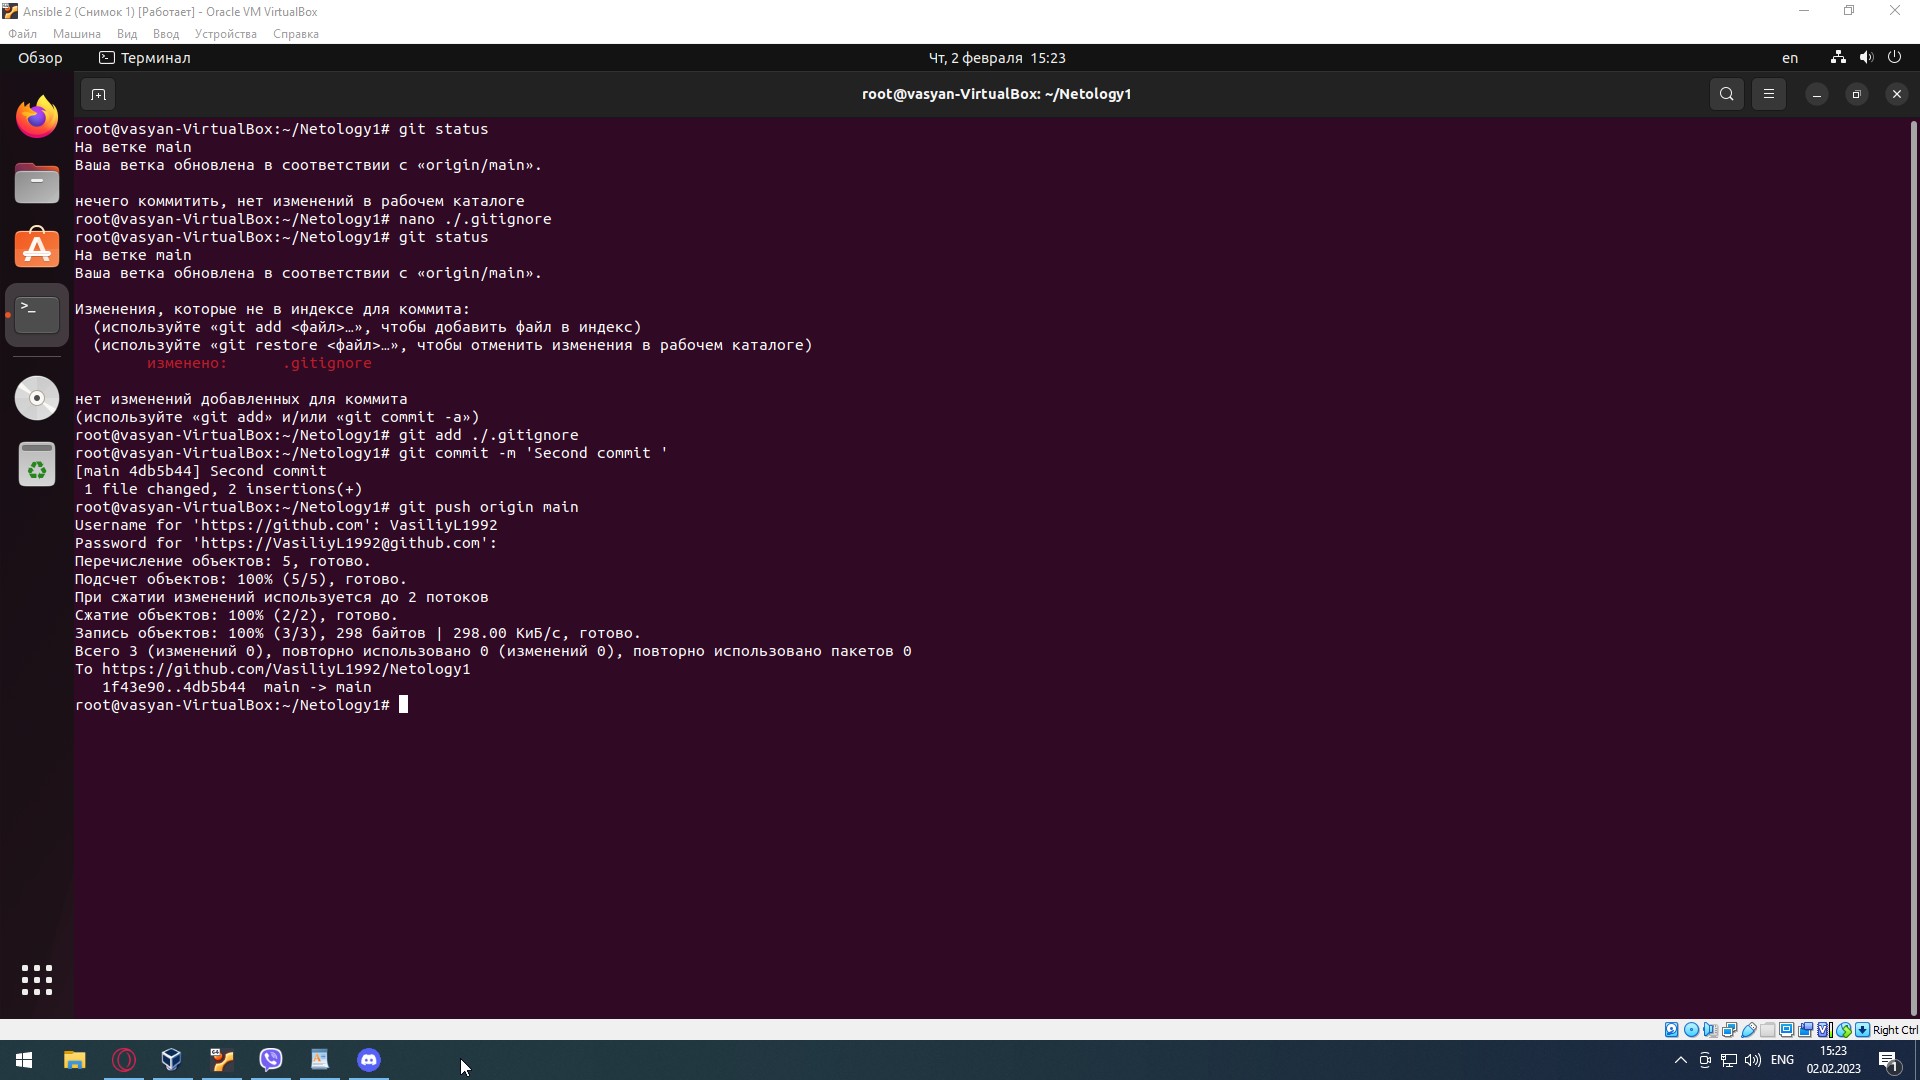 Ansible 2 (Снимок 1) [Работает] - Oracle VM VirtualBox
Файл Машина Вид Ввод Устройства Справка
Обзор Терминал Чт, 2 февраля 15:23 en
root@vasyan-VirtualBox: ~/Netology1
root@vasyan-VirtualBox:~/Netology1# git status
На ветке main
Ваша ветка обновлена в соответствии с «origin/main».
нечего коммитить, нет изменений в рабочем каталоге
root@vasyan-VirtualBox:~/Netology1# nano ./.gitignore
root@vasyan-VirtualBox:~/Netology1# git status
На ветке main
Ваша ветка обновлена в соответствии с «origin/main».
Изменения, которые не в индексе для коммита:
(используйте «git add <файл>…», чтобы добавить файл в индекс)
(используйте «git restore <файл>…», чтобы отменить изменения в рабочем каталоге)
изменено: .gitignore
нет изменений добавленных для коммита
(используйте «git add» и/или «git commit -a»)
root@vasyan-VirtualBox:~/Netology1# git add ./.gitignore
root@vasyan-VirtualBox:~/Netology1# git commit -m 'Second commit '
[main 4db5b44] Second commit
1 file changed, 2 insertions(+)
root@vasyan-VirtualBox:~/Netology1# git push origin main
Username for 'https://github.com': VasiliyL1992
Password for 'https://VasiliyL1992@github.com':
Перечисление объектов: 5, готово.
Подсчет объектов: 100% (5/5), готово.
При сжатии изменений используется до 2 потоков
Сжатие объектов: 100% (2/2), готово.
Запись объектов: 100% (3/3), 298 байтов | 298.00 КиБ/с, готово.
Всего 3 (изменений 0), повторно использовано 0 (изменений 0), повторно использовано пакетов 0
To https://github.com/VasiliyL1992/Netology1
1f43e90..4db5b44 main -> main
root@vasyan-VirtualBox:~/Netology1#
Right Ctrl
ENG 15:23
02.02.2023
1